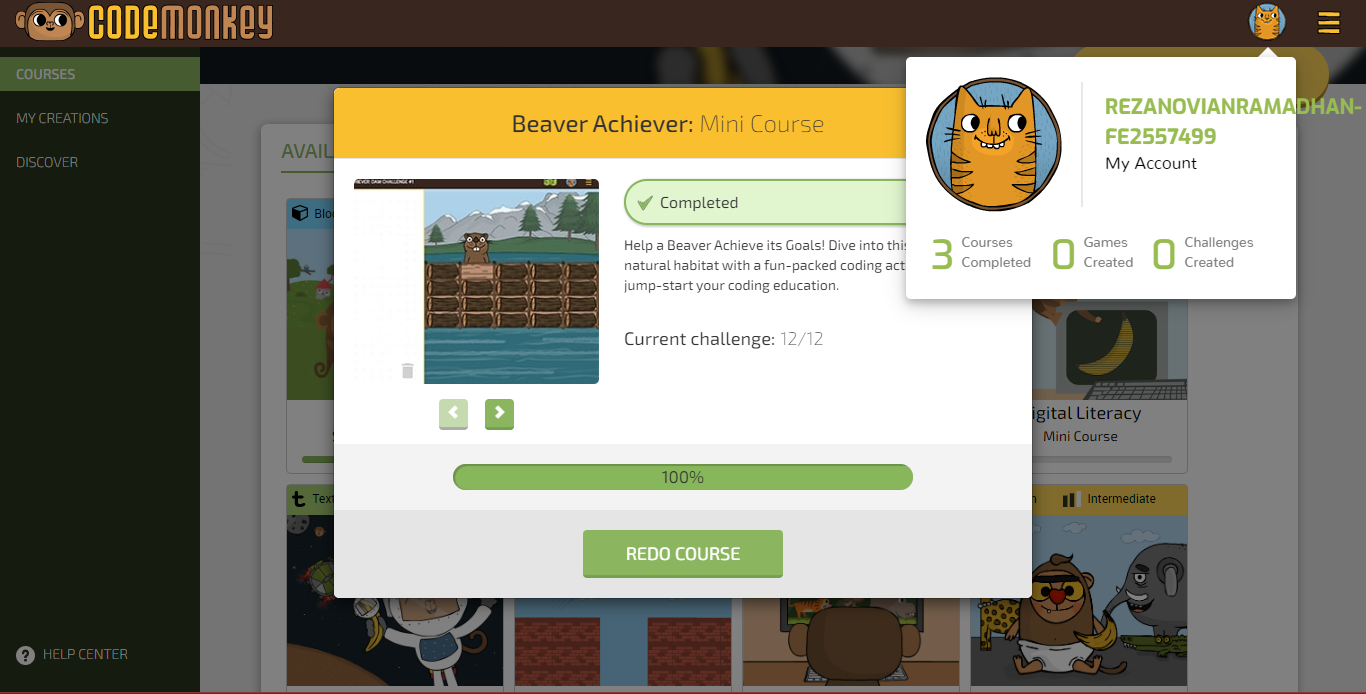 CODEMONKEY
COURSES
MY CREATIONS
DISCOVER
HELP CENTER
AVAIL
Bloc
Beaver Achiever: Mini Course
BEAVER DAM CHALLENGE #1
Completed
Help a Beaver Achieve its Goals! Dive into this
natural habitat with a fun-packed coding act
jump-start your coding education.
Current challenge: 12/12
100%
REDO COURSE
REZANOVIANRAMADHAN-
FE2557499
My Account
3 Courses Completed
0 Games Created
0 Challenges Created
igital Literacy
Mini Course
Text
Intermediate